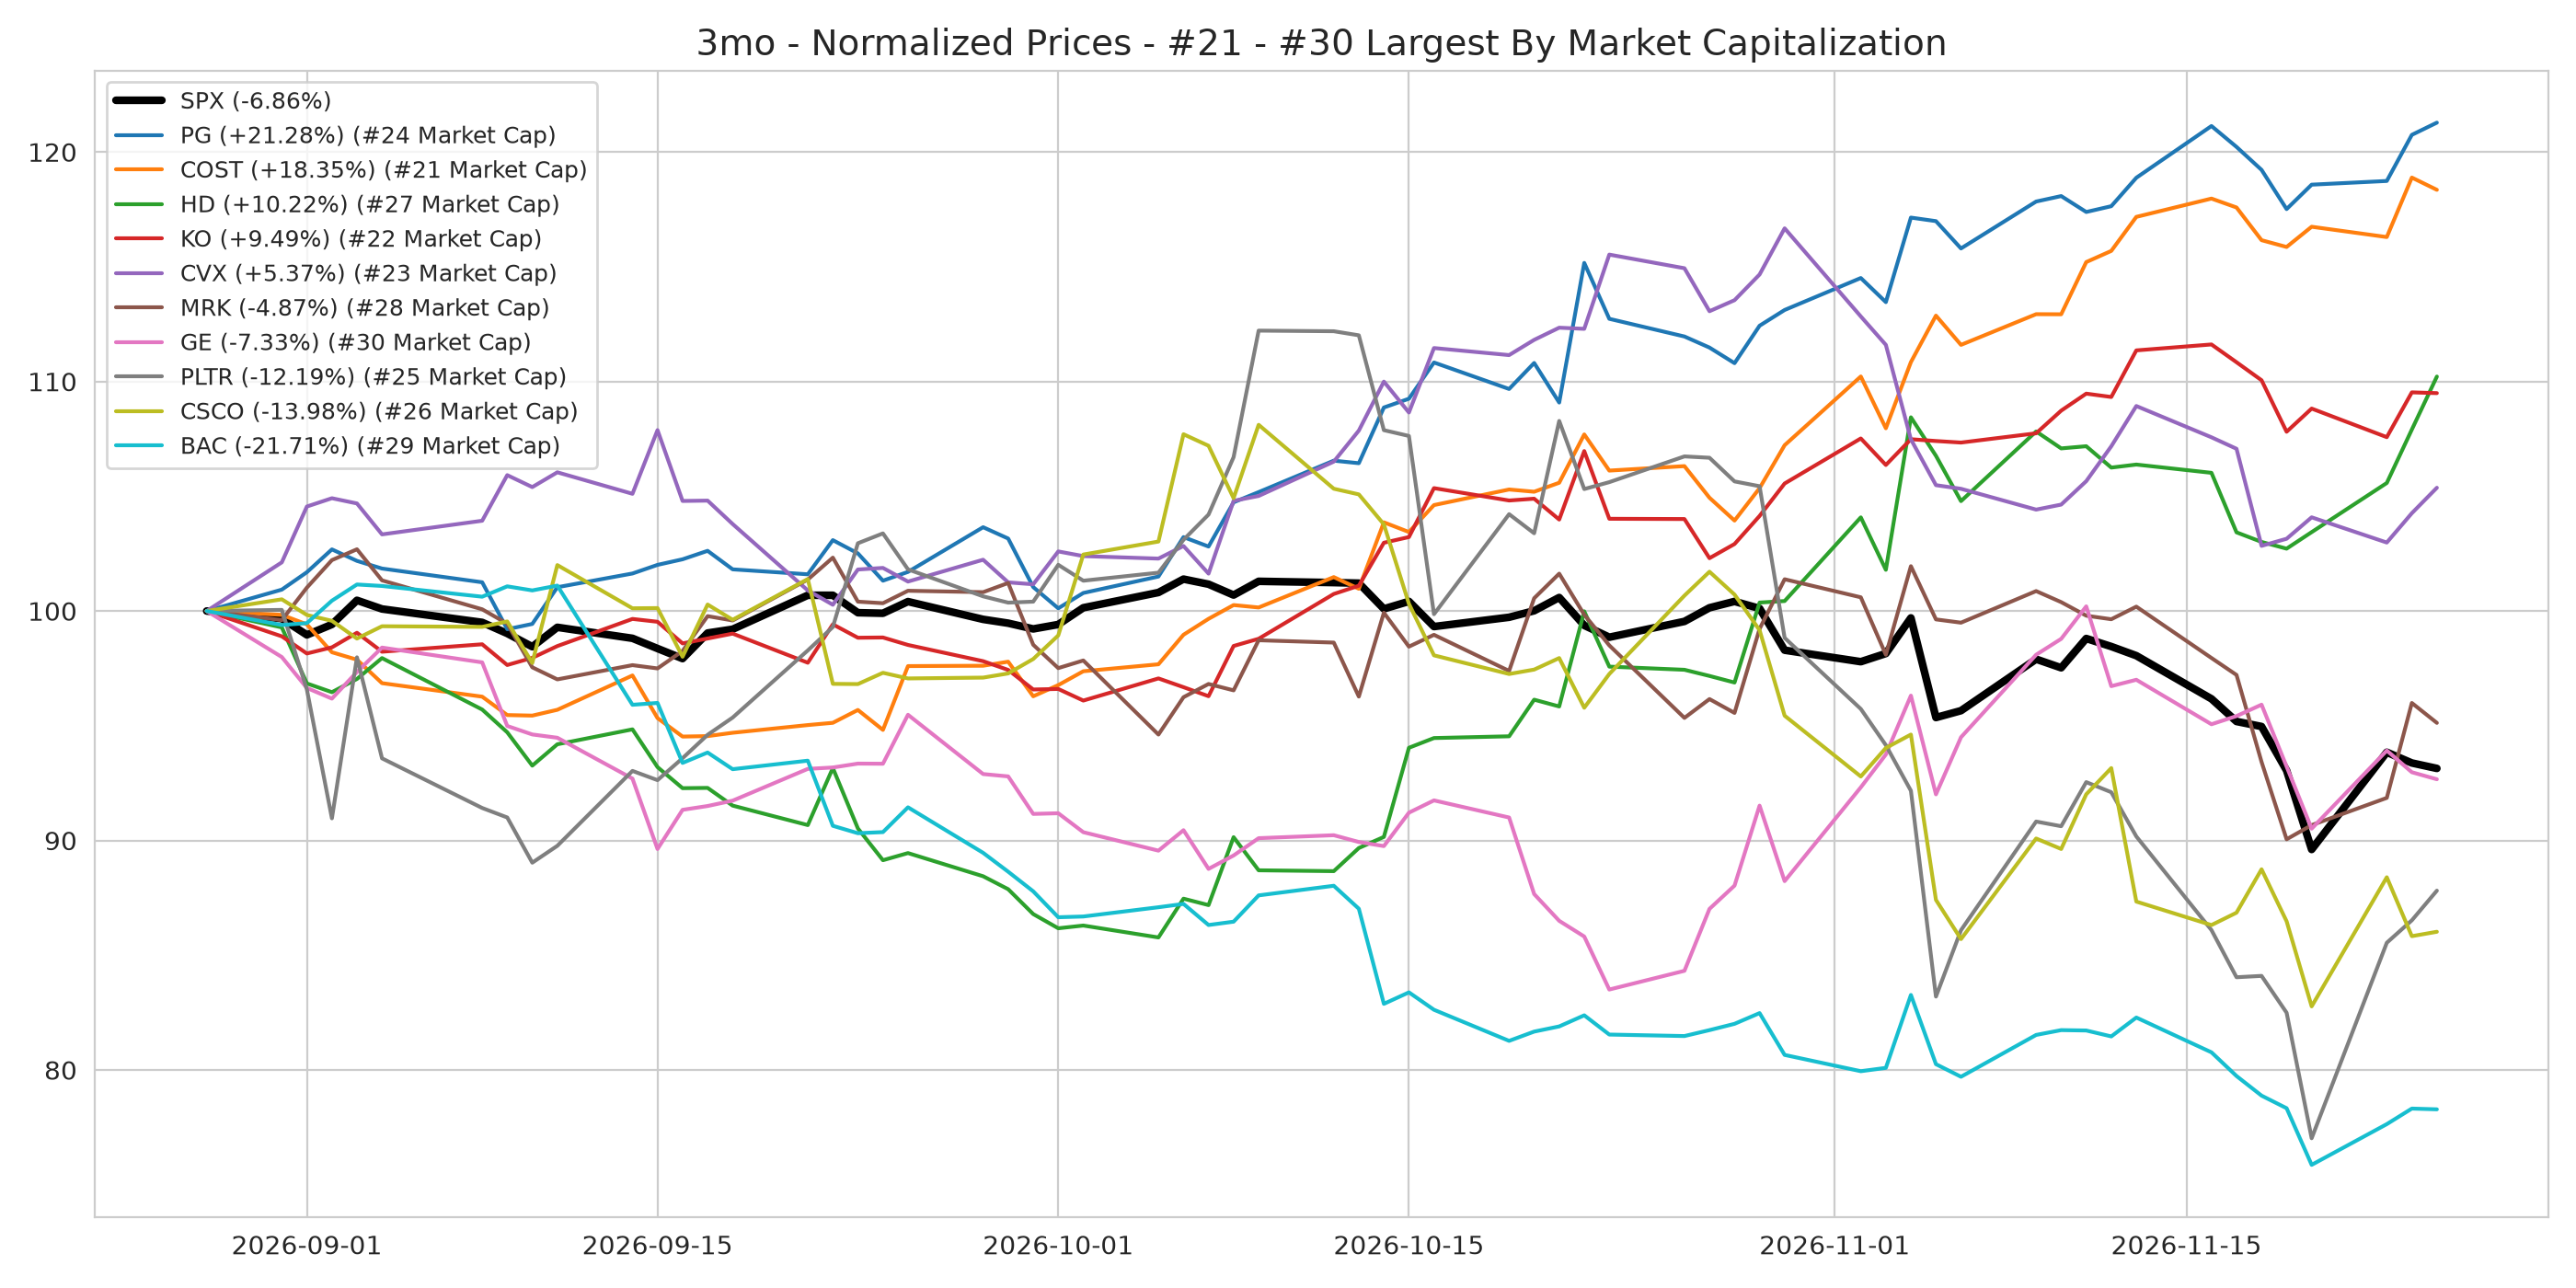 3mo - Normalized Prices - #21 - #30 Largest By Market Capitalization
SPX (-6.86%)
PG (+21.28%) (#24 Market Cap)
COST (+18.35%) (#21 Market Cap)
HD (+10.22%) (#27 Market Cap)
KO (+9.49%) (#22 Market Cap)
CVX (+5.37%) (#23 Market Cap)
MRK (-4.87%) (#28 Market Cap)
GE (-7.33%) (#30 Market Cap)
PLTR (-12.19%) (#25 Market Cap)
CSCO (-13.98%) (#26 Market Cap)
BAC (-21.71%) (#29 Market Cap)
120
110
100
90
80
2026-09-01
2026-09-15
2026-10-01
2026-10-15
2026-11-01
2026-11-15